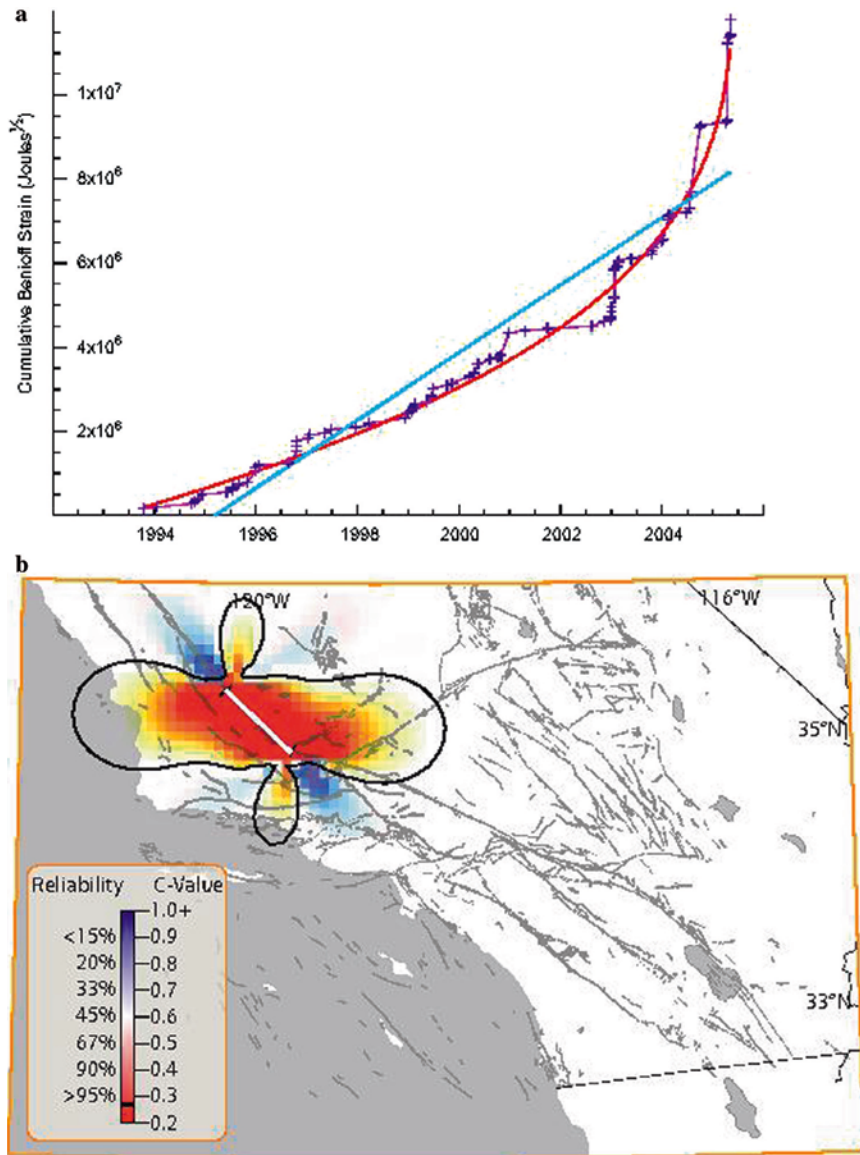 a
Cumulative Benioff Strain (Joules^½)
1x10⁷
8x10⁶
6x10⁶
4x10⁶
2x10⁶
1994 1996 1998 2000 2002 2004
b
120°W 116°W
35°N
33°N
Reliability C-Value
1.0+
<15% 0.9
20% 0.8
33% 0.7
45% 0.6
67% 0.5
90% 0.4
>95% 0.3
0.2